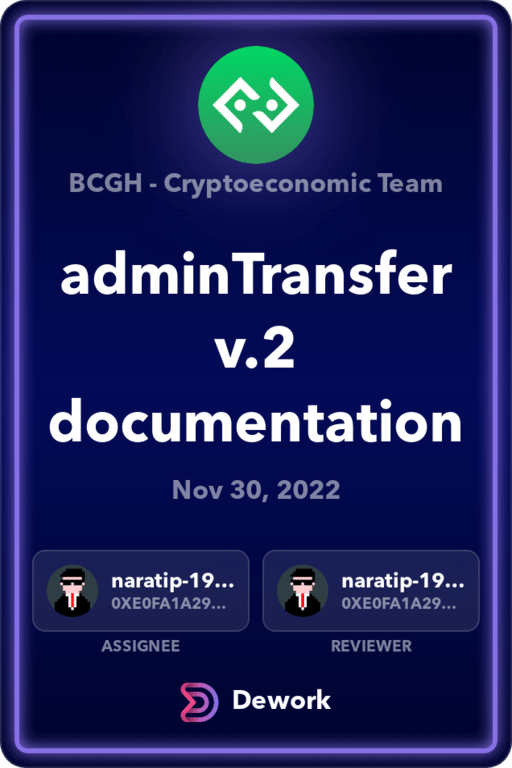 BCGH - Cryptoeconomic Team
adminTransfer
v.2
documentation
Nov 30, 2022
naratip-19...
0XE0FA1A29...
ASSIGNEE
naratip-19...
0XE0FA1A29...
REVIEWER
Dework